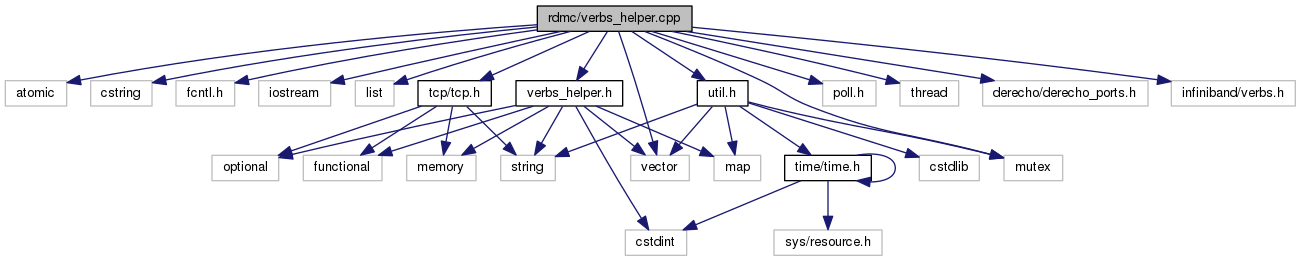 rdmc/verbs_helper.cpp
atomic
cstring
fcntl.h
iostream
list
tcp/tcp.h
verbs_helper.h
util.h
poll.h
thread
derecho/derecho_ports.h
infiniband/verbs.h
optional
functional
memory
string
vector
map
time/time.h
cstdlib
mutex
cstdint
sys/resource.h